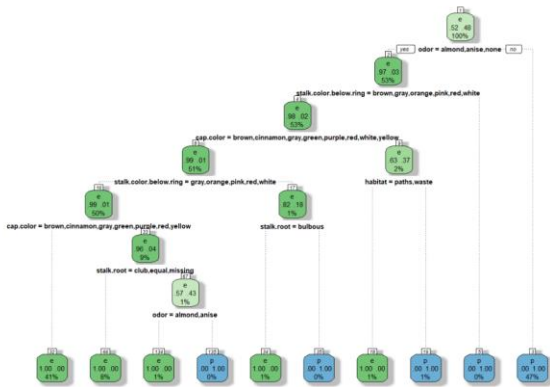 e
.52 .48
100%
yes odor = almond,anise,none no
e
.97 .03
53%
stalk.color.below.ring = brown,gray,orange,pink,red,white
e
.98 .02
53%
cap.color = brown,cinnamon,gray,green,purple,red,white,yellow
e
.99 .01
51%
e
.63 .37
2%
stalk.color.below.ring = gray,orange,pink,red,white
habitat = paths,waste
e
.99 .01
50%
e
1%
cap.color = brown,cinnamon,gray,green,purple,red,yellow
stalk.root = bulbous
e
.96 .04
9%
stalk.root = club,equal,missing
e
.57 .43
1%
odor = almond,anise
e
1.00 .00
41%
e
1.00 .00
e
1.00 .00
1%
p
.00 1.00
0%
e
1.00 .00
1%
p
.00 1.00
0%
e
1.00 .00
1%
p
.00 1.00
1%
p
.00 1.00
0%
p
.00 1.00
47%